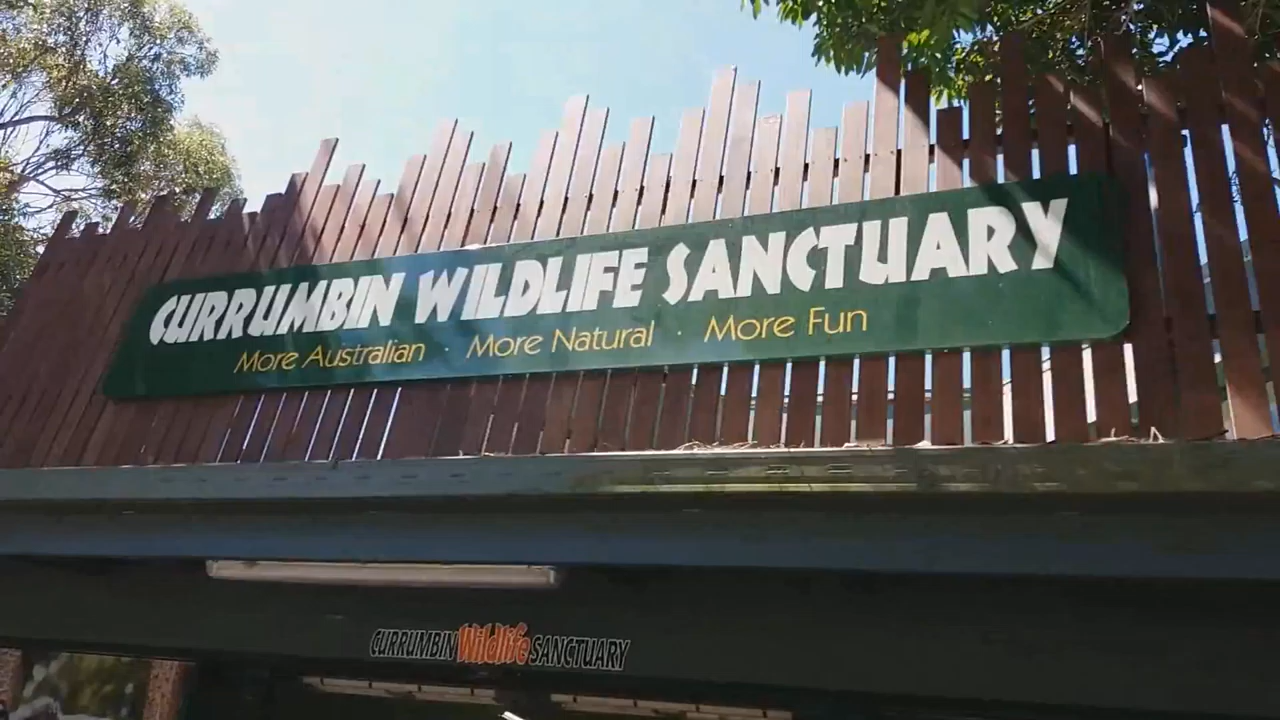 CURRUMBIN WILDLIFE SANCTUARY
More Australian · More Natural · More Fun
CURRUMBIN Wildlife SANCTUARY